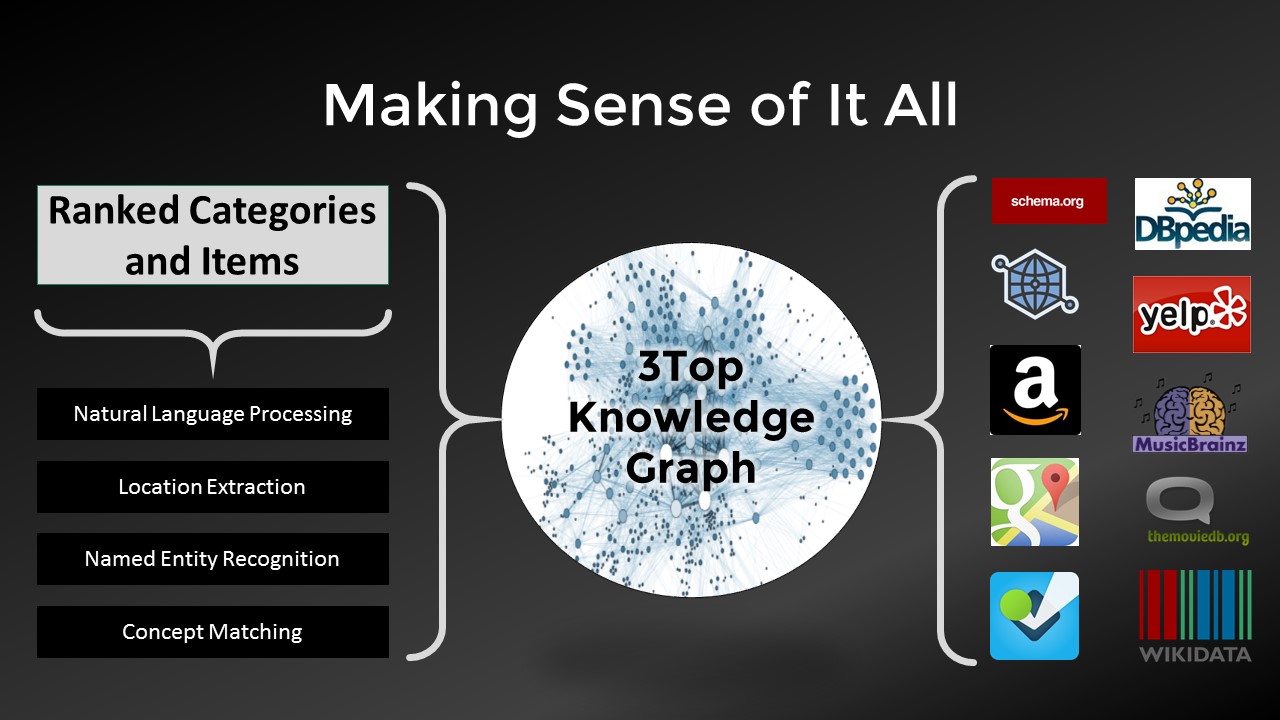 Making Sense of It All
Ranked Categories
and Items
Natural Language Processing
Location Extraction
Named Entity Recognition
Concept Matching
3Top
Knowledge
Graph
schema.org
DBpedia
yelp
a
g
MusicBrainz
themoviedb.org
WIKIDATA